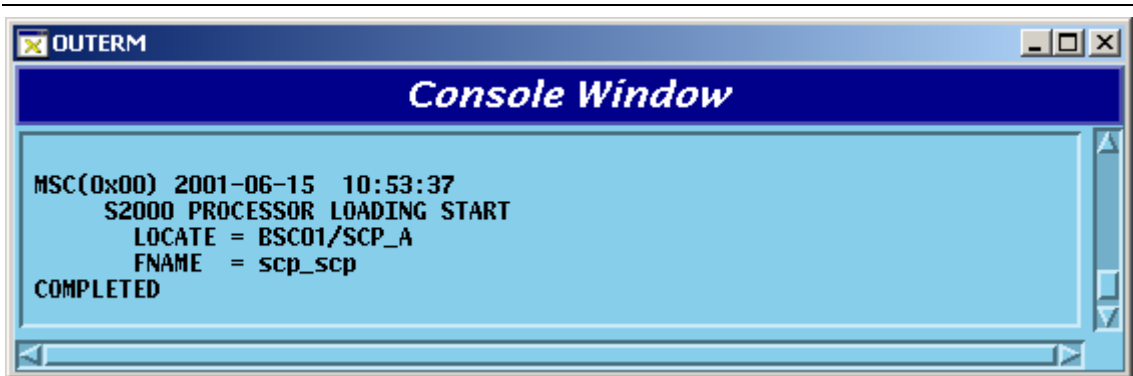 OUTERM
Console Window
MSC(0x00) 2001-06-15  10:53:37
S2000 PROCESSOR LOADING START
LOCATE = BSC01/SCP_A
FNAME  = scp_scp
COMPLETED